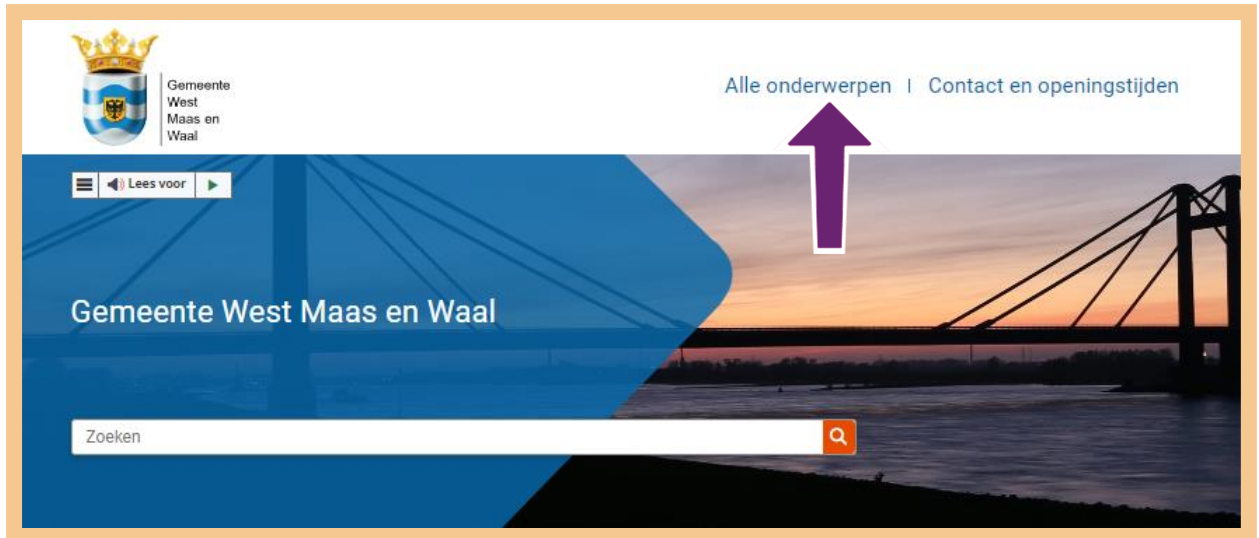 Gemeente
West
Maas en
Waal
Alle onderwerpen | Contact en openingstijden
Lees voor
Gemeente West Maas en Waal
Zoeken